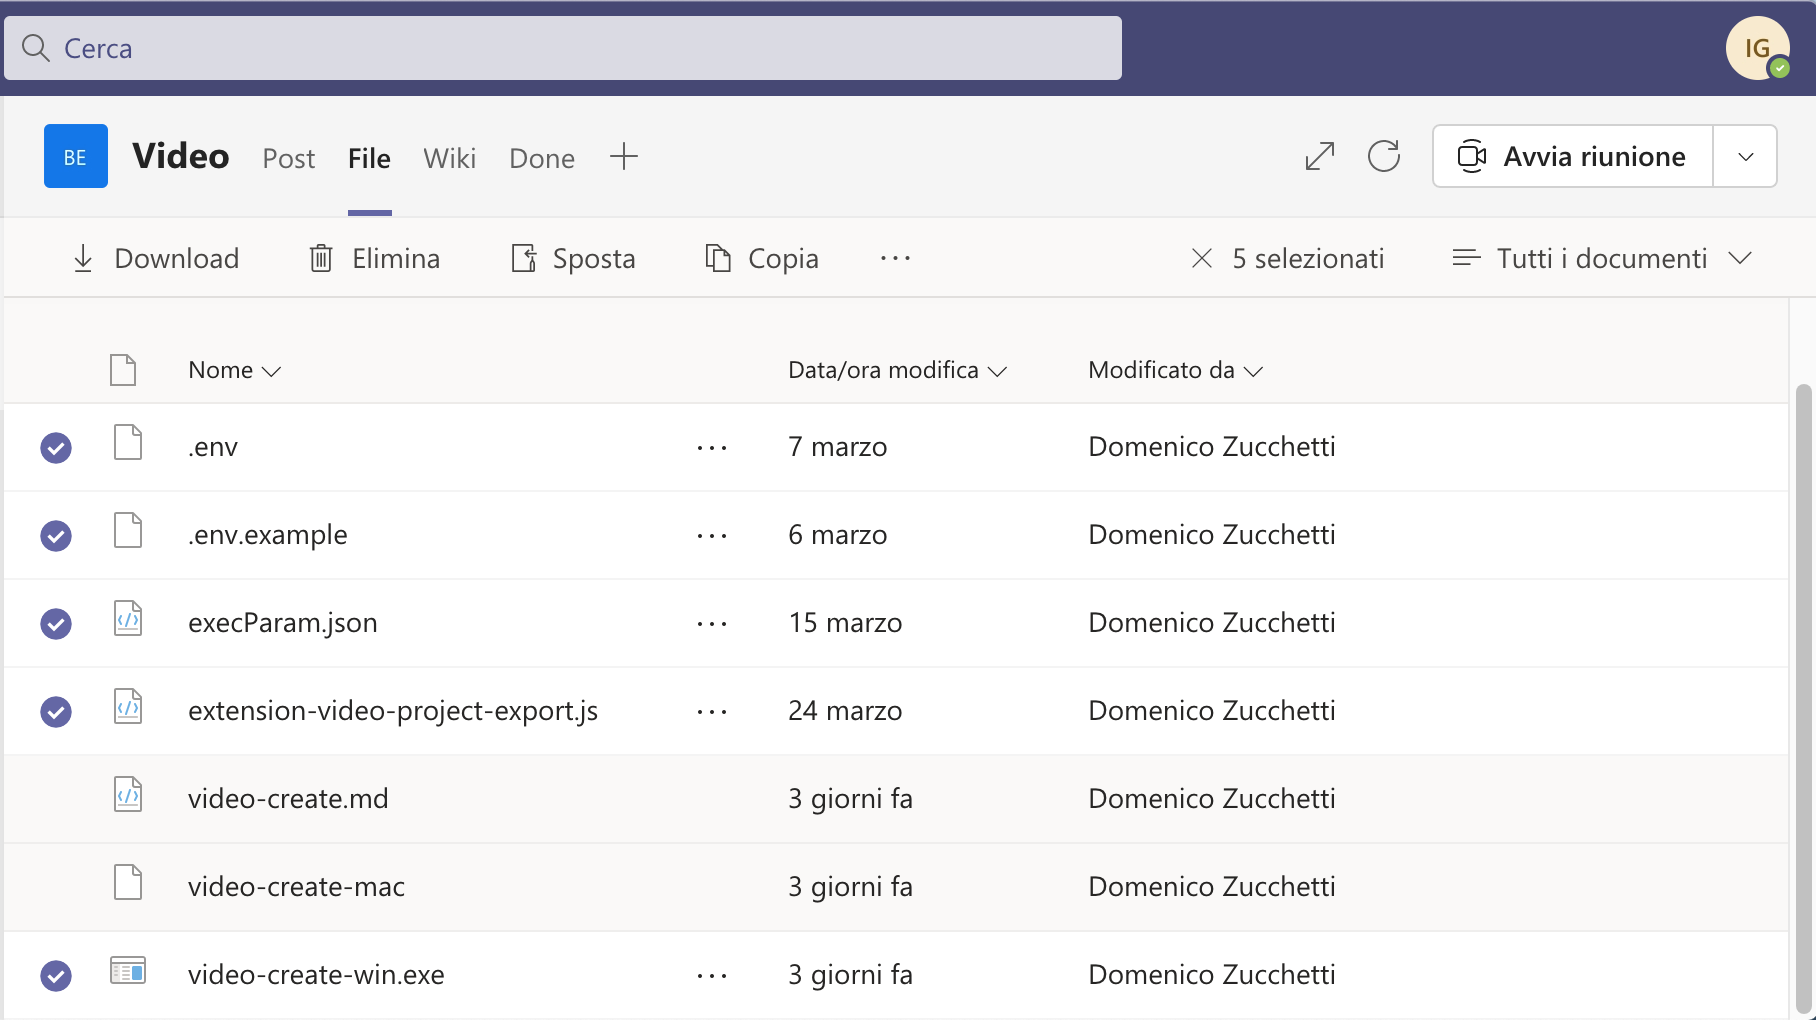 Cerca
IG
BE
Video Post File Wiki Done Avvia riunione
Download Elimina Sposta Copia 5 selezionati Tutti i documenti
Nome Data/ora modifica Modificato da
.env 7 marzo Domenico Zucchetti
.env.example 6 marzo Domenico Zucchetti
execParam.json 15 marzo Domenico Zucchetti
extension-video-project-export.js 24 marzo Domenico Zucchetti
video-create.md 3 giorni fa Domenico Zucchetti
video-create-mac 3 giorni fa Domenico Zucchetti
video-create-win.exe 3 giorni fa Domenico Zucchetti